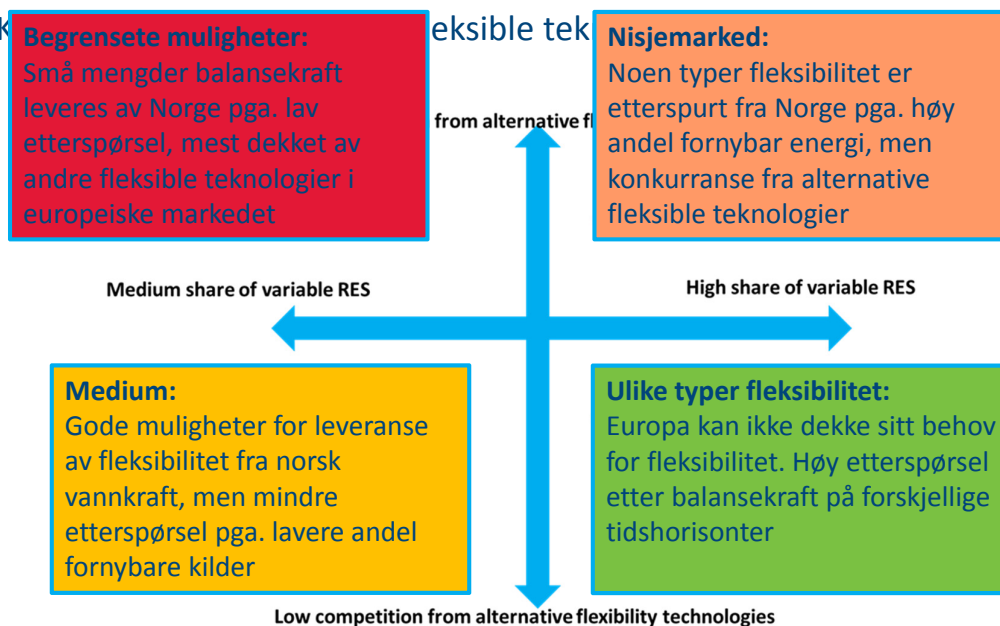 eksible tek
Begrensete muligheter:
Små mengder balansekraft
leveres av Norge pga. lav
etterspørsel, mest dekket av
andre fleksible teknologier i
europeiske markedet
Nisjemarked:
Noen typer fleksibilitet er
etterspurt fra Norge pga. høy
andel fornybar energi, men
konkurranse fra alternative
fleksible teknologier
from alternative
Medium share of variable RES
High share of variable RES
Medium:
Gode muligheter for leveranse
av fleksibilitet fra norsk
vannkraft, men mindre
etterspørsel pga. lavere andel
fornybare kilder
Ulike typer fleksibilitet:
Europa kan ikke dekke sitt behov
for fleksibilitet. Høy etterspørsel
etter balansekraft på forskjellige
tidshorisonter
Low competition from alternative flexibility technologies